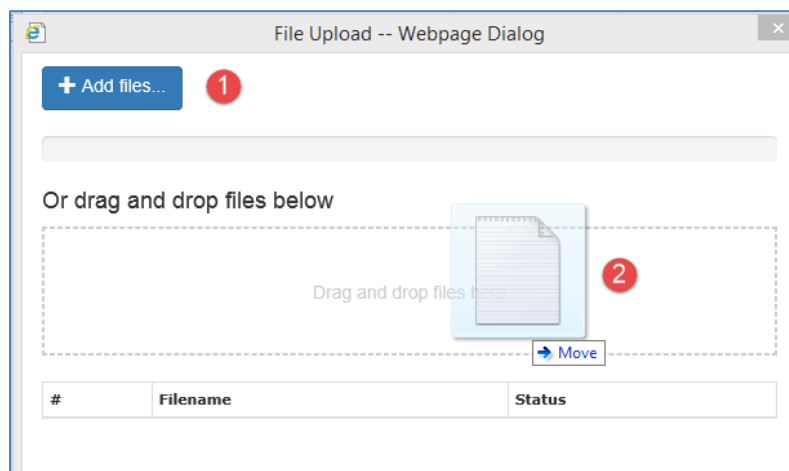 File Upload -- Webpage Dialog
×
+ Add files...
1
Or drag and drop files below
Drag and drop files here
2
Move
# Filename Status